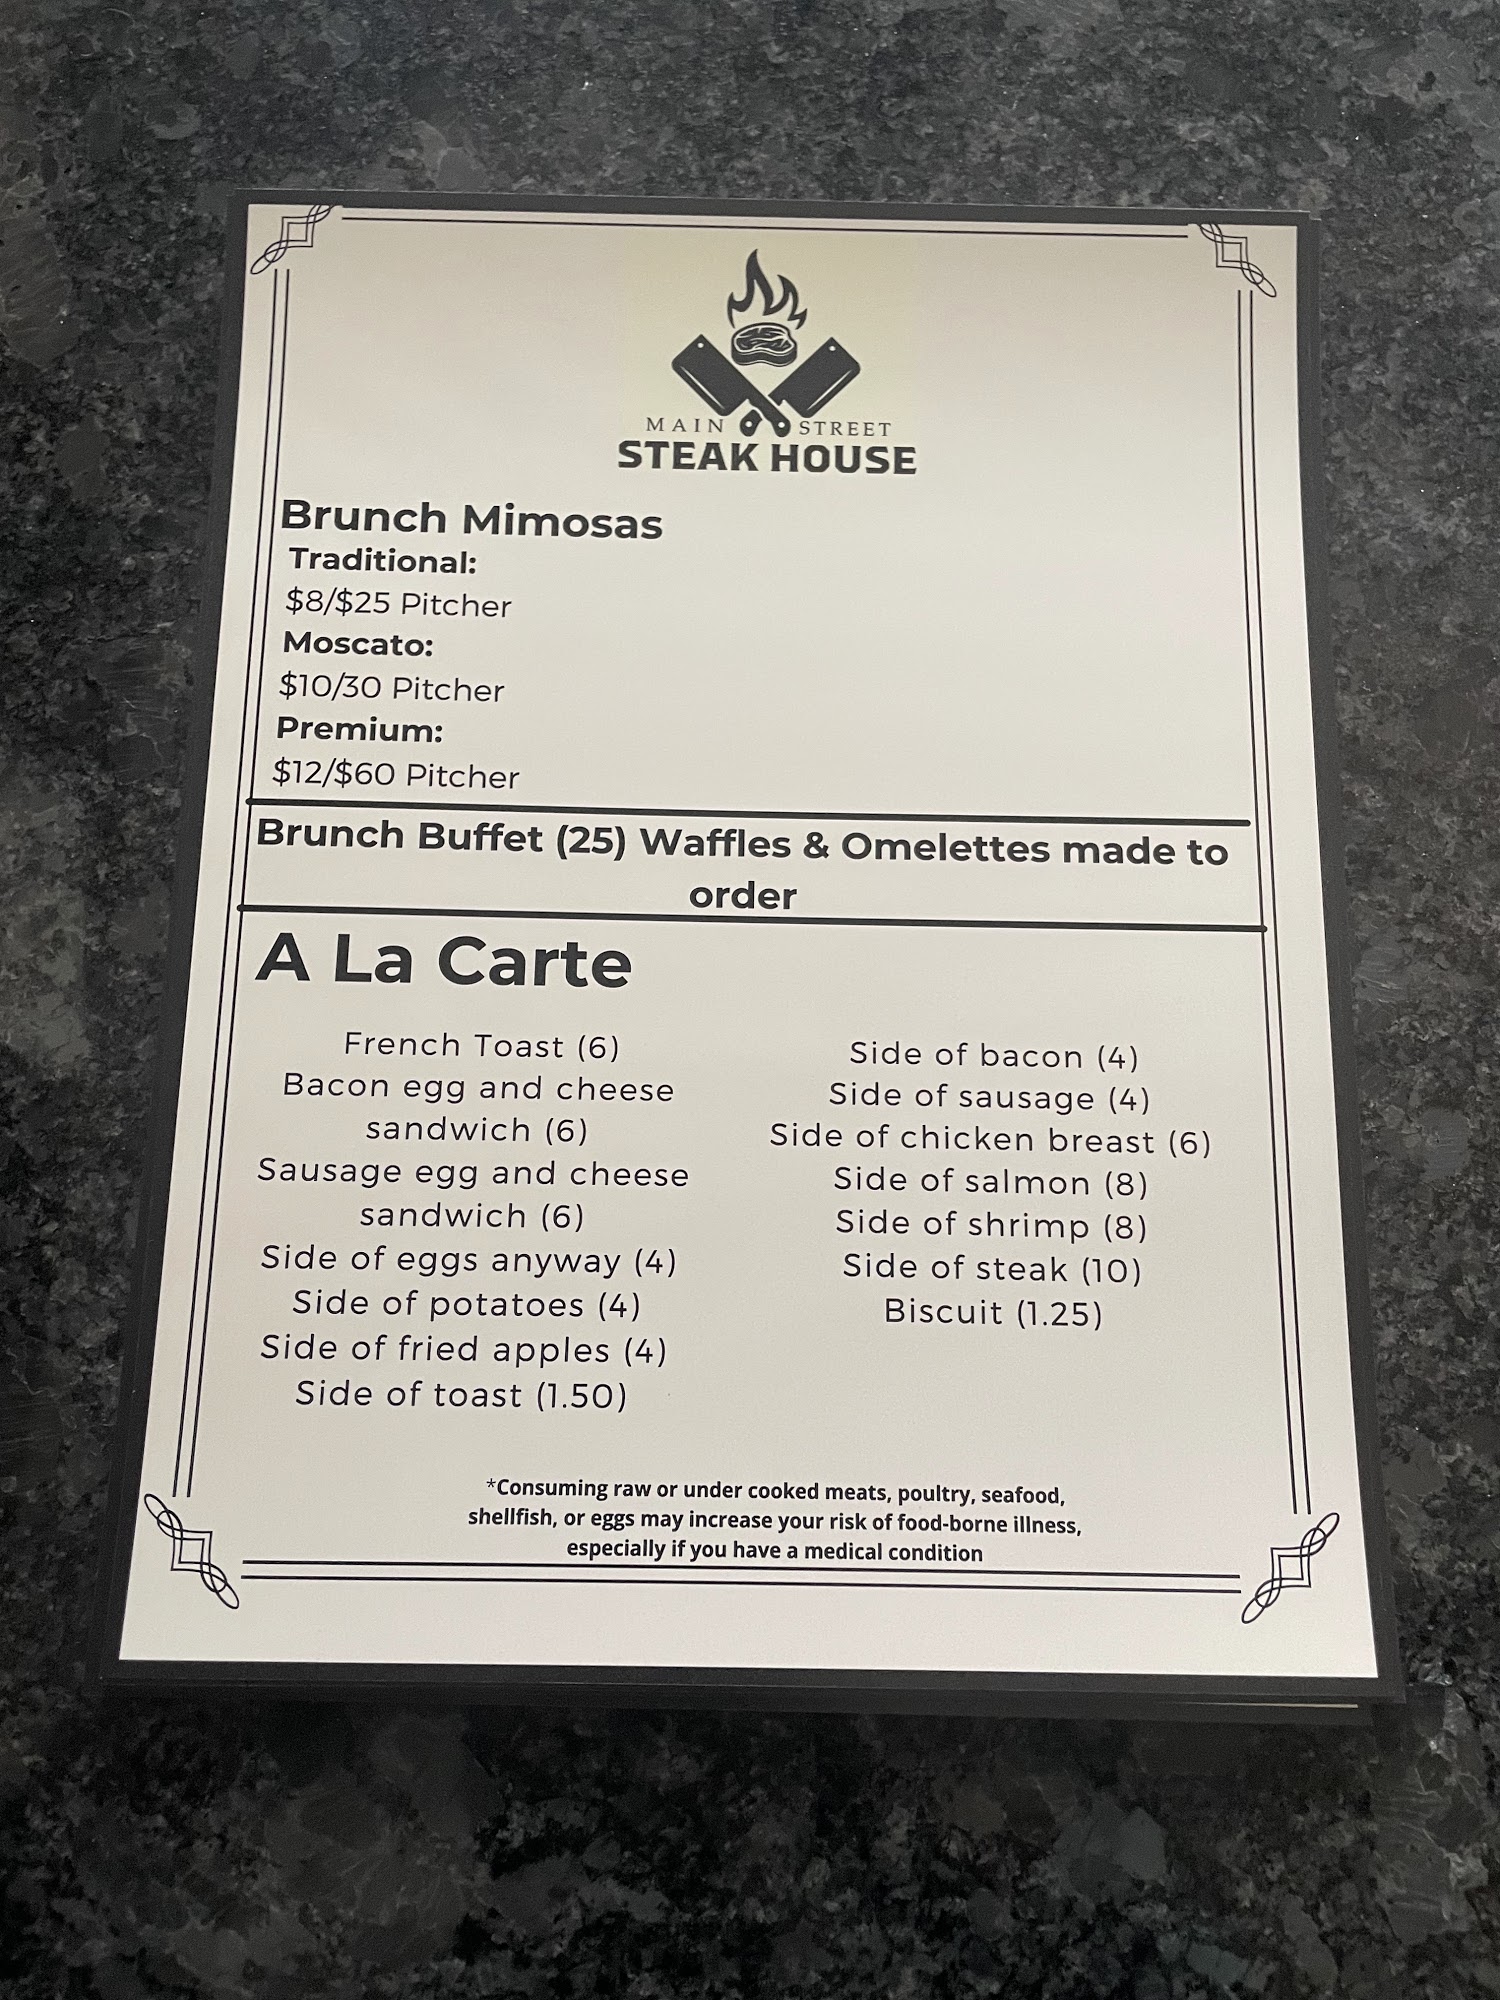 MAIN STREET
STEAK HOUSE
Brunch Mimosas
Traditional:
$8/$25 Pitcher
Moscato:
$10/30 Pitcher
Premium:
$12/$60 Pitcher
Brunch Buffet (25) Waffles & Omelettes made to
order
A La Carte
French Toast (6)
Bacon egg and cheese
sandwich (6)
Sausage egg and cheese
sandwich (6)
Side of eggs anyway (4)
Side of potatoes (4)
Side of fried apples (4)
Side of toast (1.50)
Side of bacon (4)
Side of sausage (4)
Side of chicken breast (6)
Side of salmon (8)
Side of shrimp (8)
Side of steak (10)
Biscuit (1.25)
*Consuming raw or under cooked meats, poultry, seafood,
shellfish, or eggs may increase your risk of food-borne illness,
especially if you have a medical condition